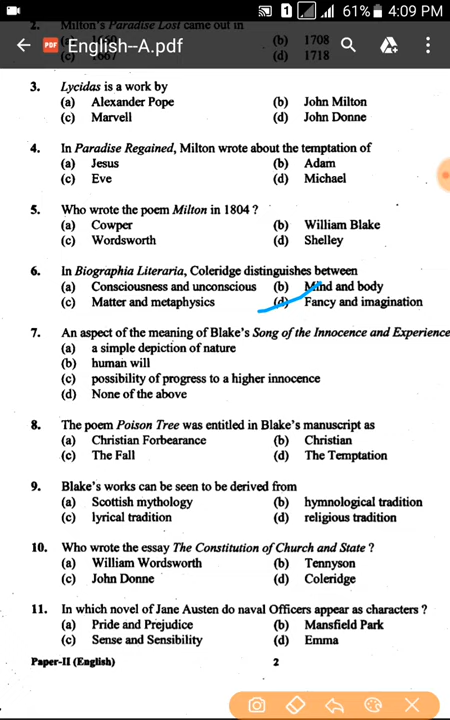 1 61% 4:09 PM
2. Milton's Paradise Lost came out in
(b) 1708
PDF English--A.pdf
1667 (d) 1718
3. Lycidas is a work by
(a) Alexander Pope (b) John Milton
(c) Marvell (d) John Donne
4. In Paradise Regained, Milton wrote about the temptation of
(a) Jesus (b) Adam
(c) Eve (d) Michael
5. Who wrote the poem Milton in 1804 ?
(a) Cowper (b) William Blake
(c) Wordsworth (d) Shelley
6. In Biographia Literaria, Coleridge distinguishes between
(a) Consciousness and unconscious (b) Mind and body
(c) Matter and metaphysics (d) Fancy and imagination
7. An aspect of the meaning of Blake's Song of the Innocence and Experience
(a) a simple depiction of nature
(b) human will
(c) possibility of progress to a higher innocence
(d) None of the above
8. The poem Poison Tree was entitled in Blake's manuscript as
(a) Christian Forbearance (b) Christian
(c) The Fall (d) The Temptation
9. Blake's works can be seen to be derived from
(a) Scottish mythology (b) hymnological tradition
(c) lyrical tradition (d) religious tradition
10. Who wrote the essay The Constitution of Church and State ?
(a) William Wordsworth (b) Tennyson
(c) John Donne (d) Coleridge
11. In which novel of Jane Austen do naval Officers appear as characters ?
(a) Pride and Prejudice (b) Mansfield Park
(c) Sense and Sensibility (d) Emma
Paper-II (English) 2